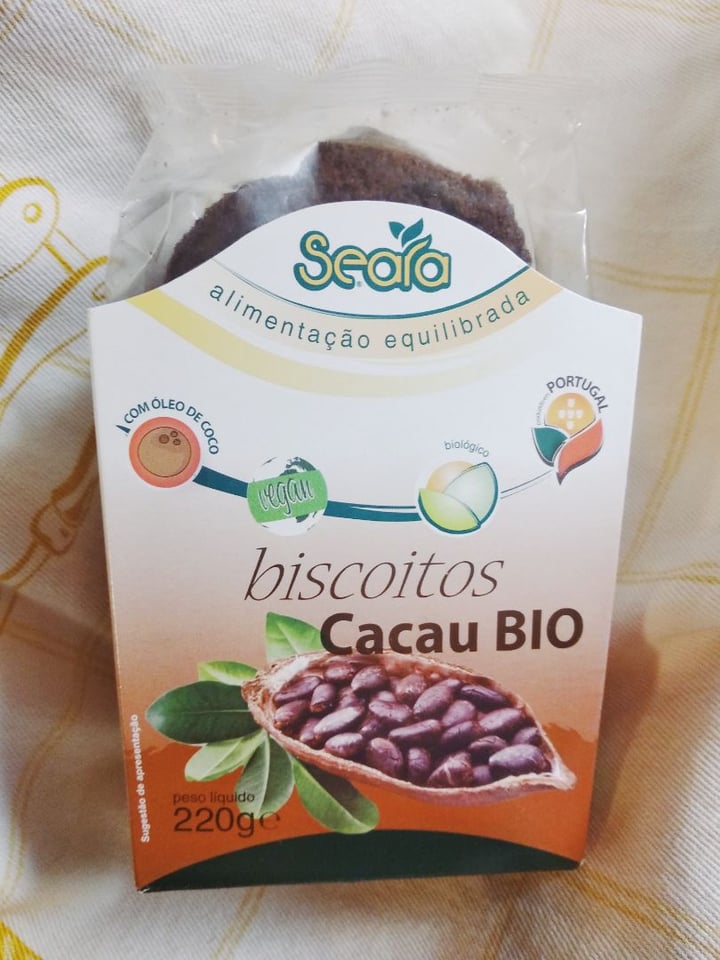 Seara
alimentação equilibrada
COM ÓLEO DE COCO
vegan
biológico
PORTUGAL
biscoitos
Cacau BIO
Sugestão de apresentação
peso líquido
220g e